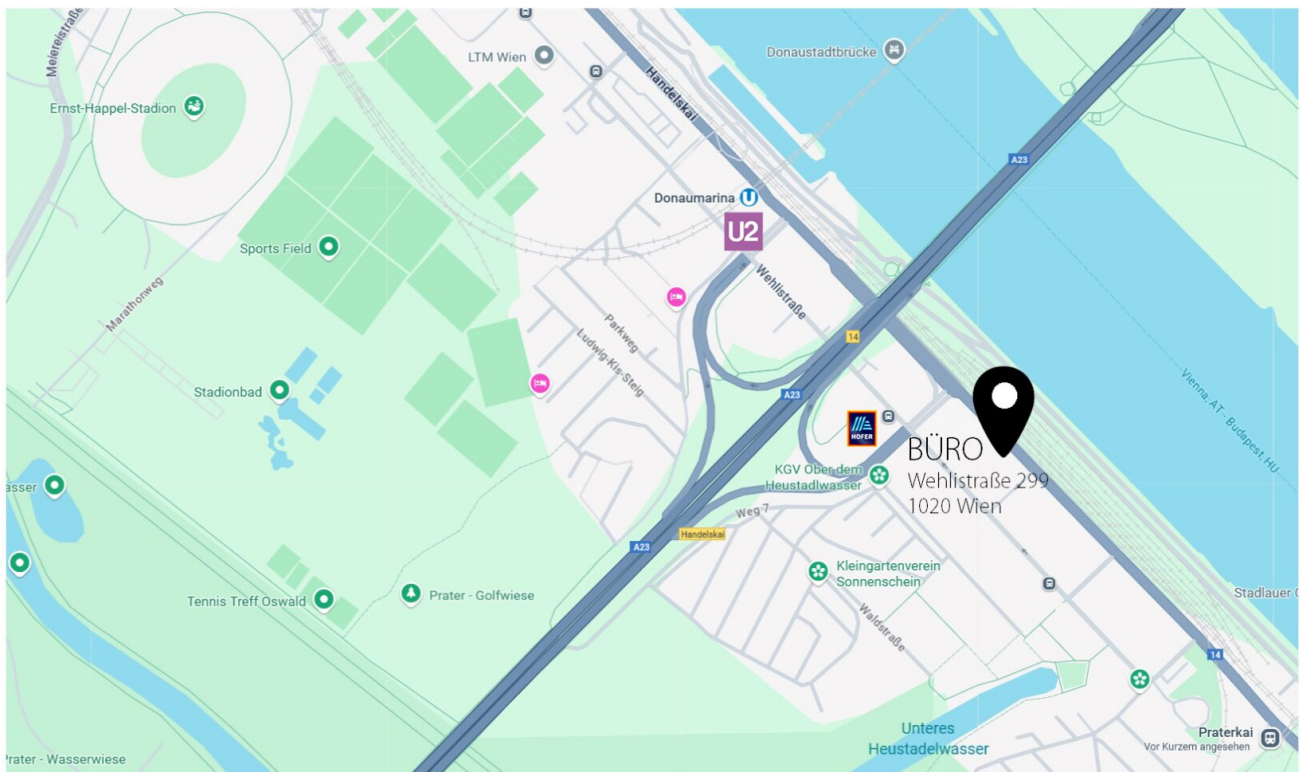 Meiereistraße
LTM Wien
Donaustadtbrücke
Handelskai
Ernst-Happel-Stadion
A23
Donaumarina
U
U2
Sports Field
Wehlistraße
Marathonweg
Parkweg
Ludwig-Kis-Steig
14
Stadionbad
A23
HOFER
Vienna, AT - Budapest, HU
BÜRO
Wehlistraße 299
1020 Wien
KGV Ober dem
Heustadlwasser
asser
Weg 7
Handelskai
A23
Kleingartenverein
Sonnenschein
Prater - Golfwiese
Tennis Treff Oswald
Stadlauer
Waldstraße
14
Unteres
Heustadelwasser
Praterkai
Vor Kurzem angesehen
Prater - Wasserwiese